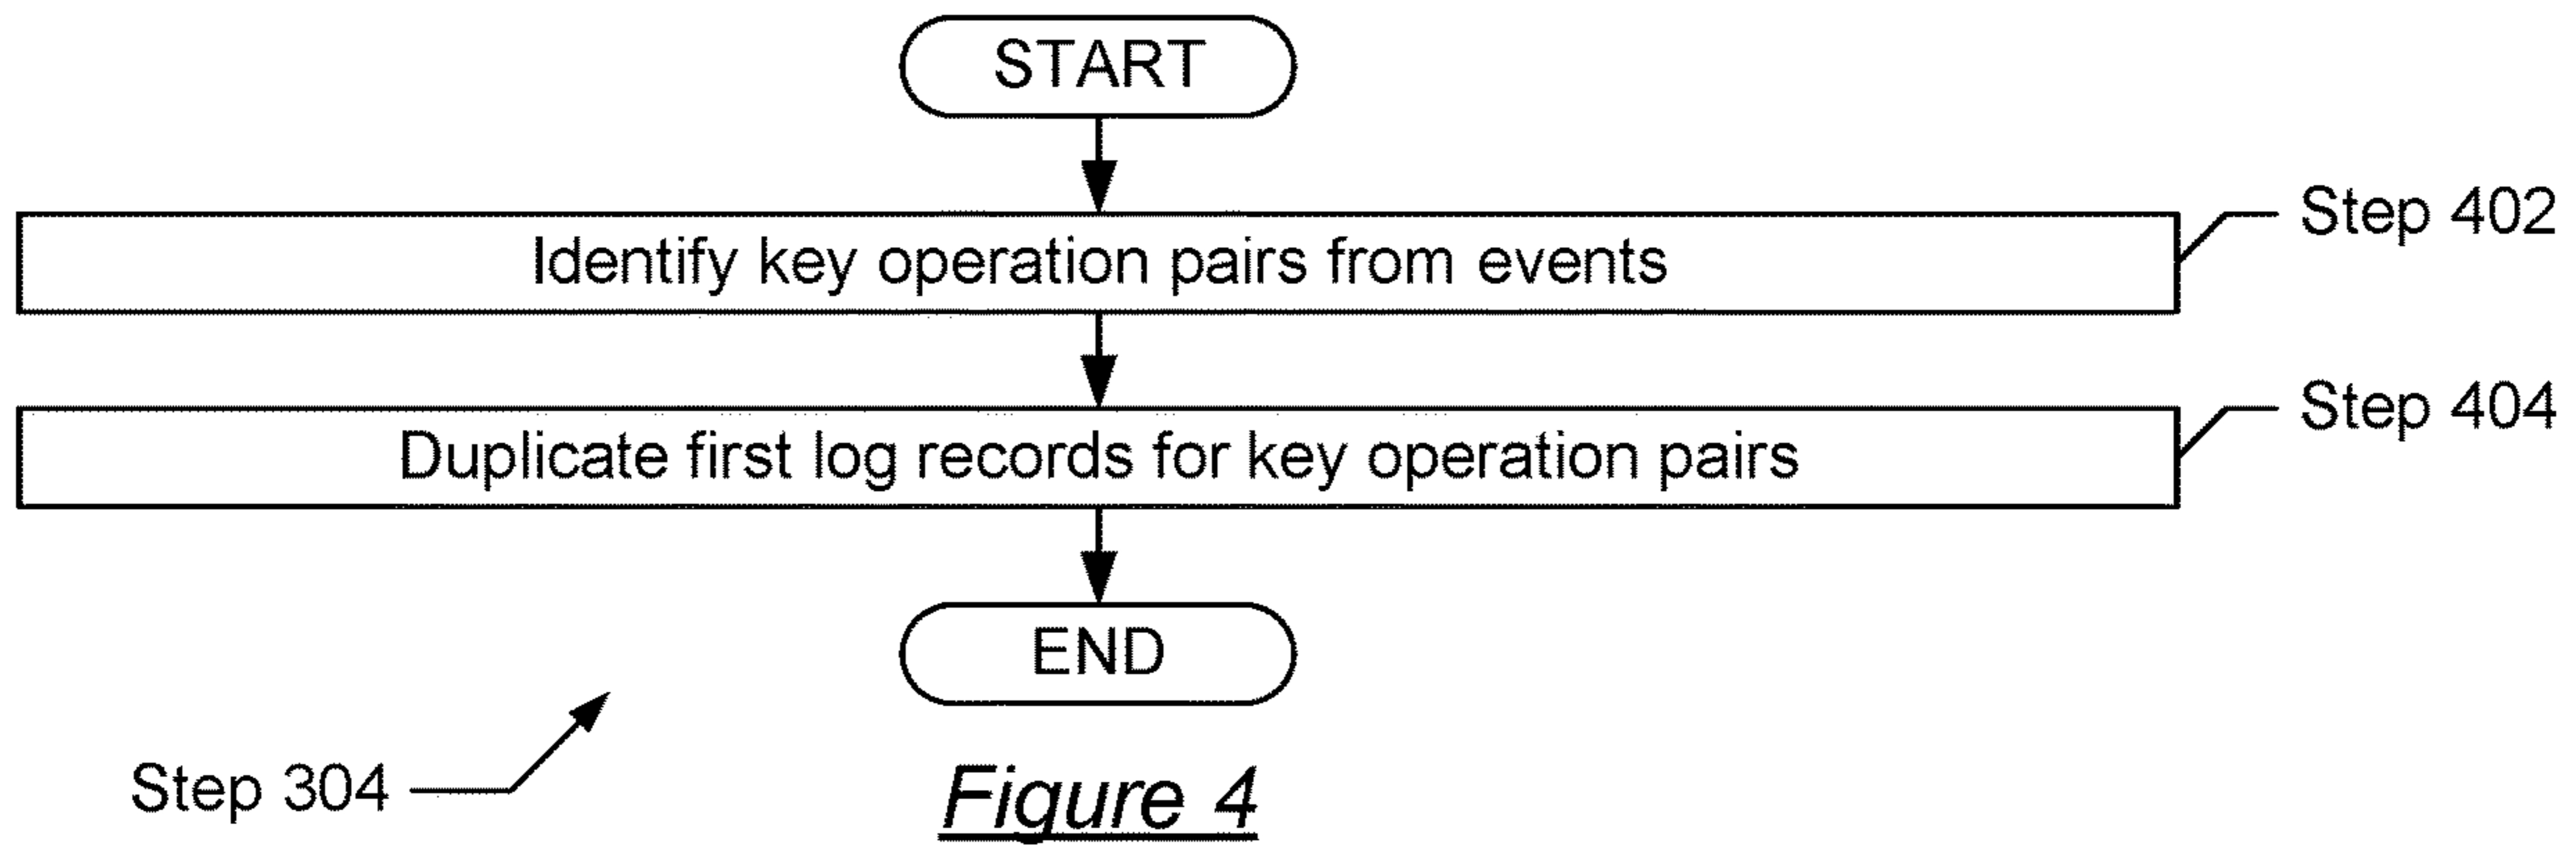 START
Step 402
Identify key operation pairs from events
Step 404
Duplicate first log records for key operation pairs
END
Step 304
Figure 4